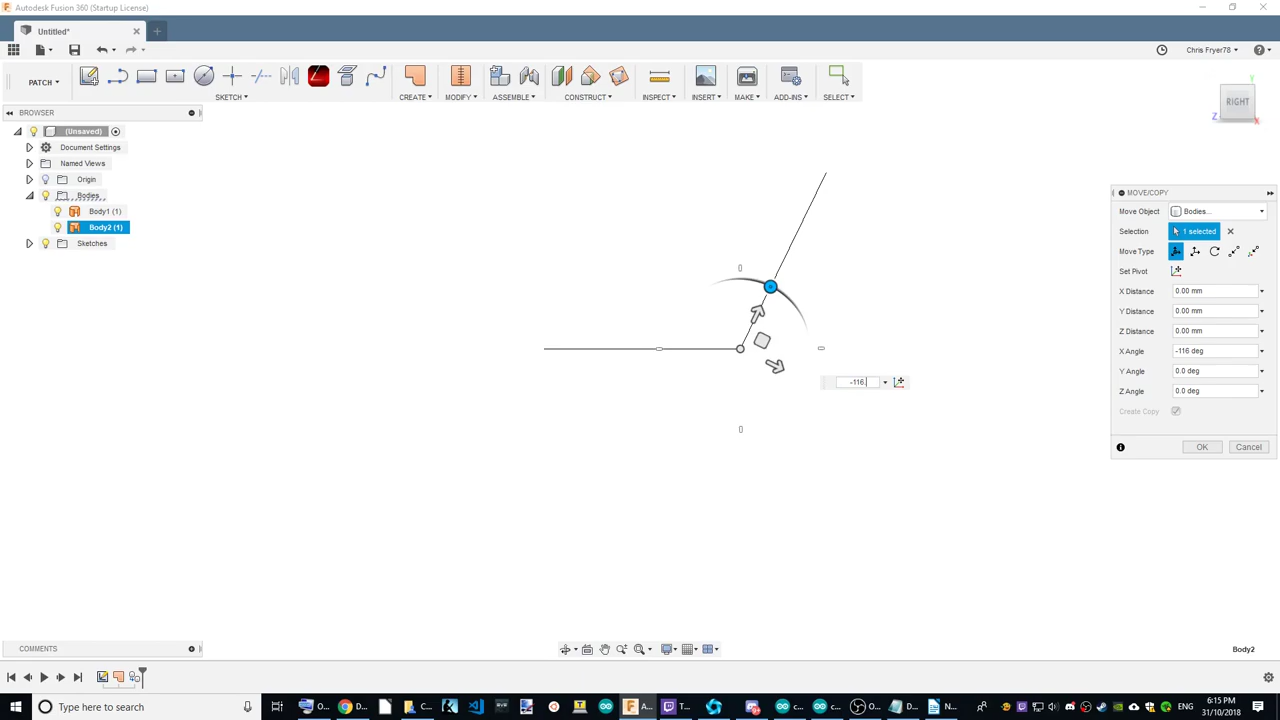 Autodesk Fusion 360 (Startup License)
Untitled*
Chris Fryer78
PATCH
SKETCH
CREATE
MODIFY
ASSEMBLE
CONSTRUCT
INSPECT
INSERT
MAKE
ADD-INS
SELECT
BROWSER
(Unsaved)
Document Settings
Named Views
Origin
Bodies
Body1 (1)
Body2 (1)
Sketches
Y
RIGHT
Z
X
MOVE/COPY
Move Object Bodies...
Selection 1 selected
Move Type
Set Pivot
X Distance 0.00 mm
Y Distance 0.00 mm
Z Distance 0.00 mm
X Angle -116 deg
Y Angle 0.0 deg
Z Angle 0.0 deg
Create Copy
OK Cancel
-116.
COMMENTS
Body2
Type here to search
O...
D...
C...
A...
T...
O...
c...
c...
O...
D...
N...
ENG
6:15 PM
31/10/2018